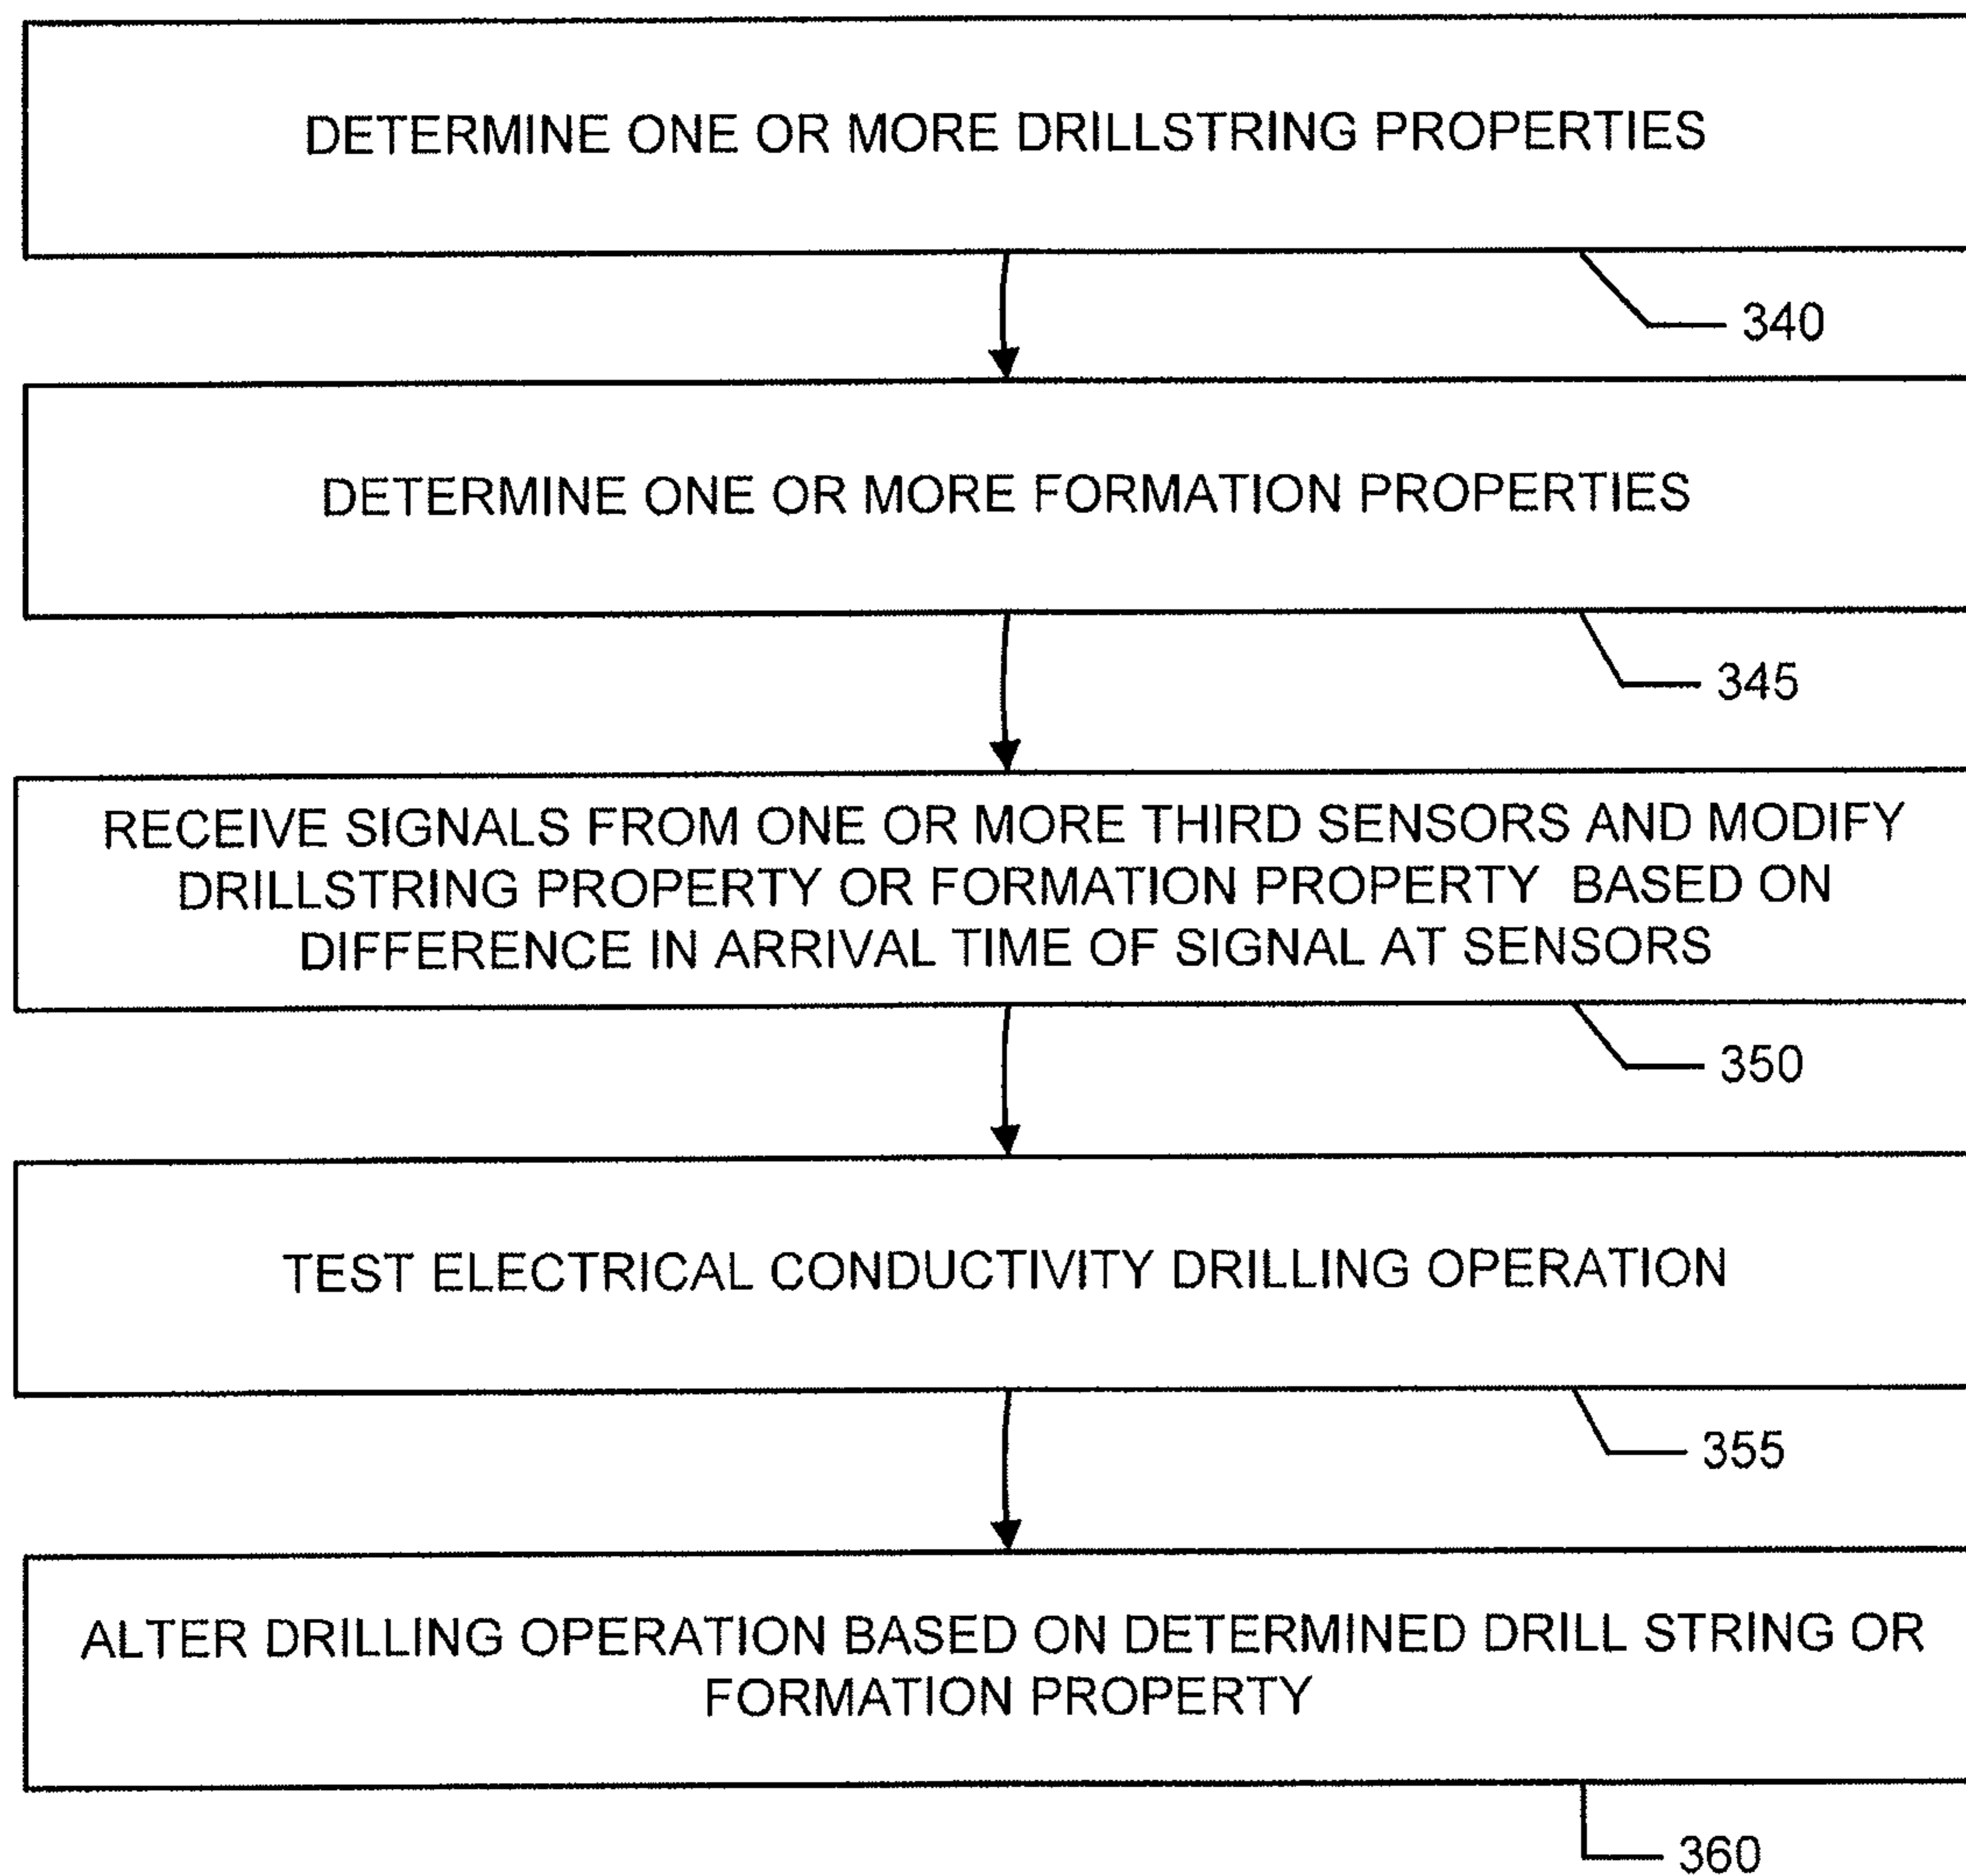 DETERMINE ONE OR MORE DRILLSTRING PROPERTIES
340
DETERMINE ONE OR MORE FORMATION PROPERTIES
345
RECEIVE SIGNALS FROM ONE OR MORE THIRD SENSORS AND MODIFY
DRILLSTRING PROPERTY OR FORMATION PROPERTY BASED ON
DIFFERENCE IN ARRIVAL TIME OF SIGNAL AT SENSORS
350
TEST ELECTRICAL CONDUCTIVITY DRILLING OPERATION
355
ALTER DRILLING OPERATION BASED ON DETERMINED DRILL STRING OR
FORMATION PROPERTY
360